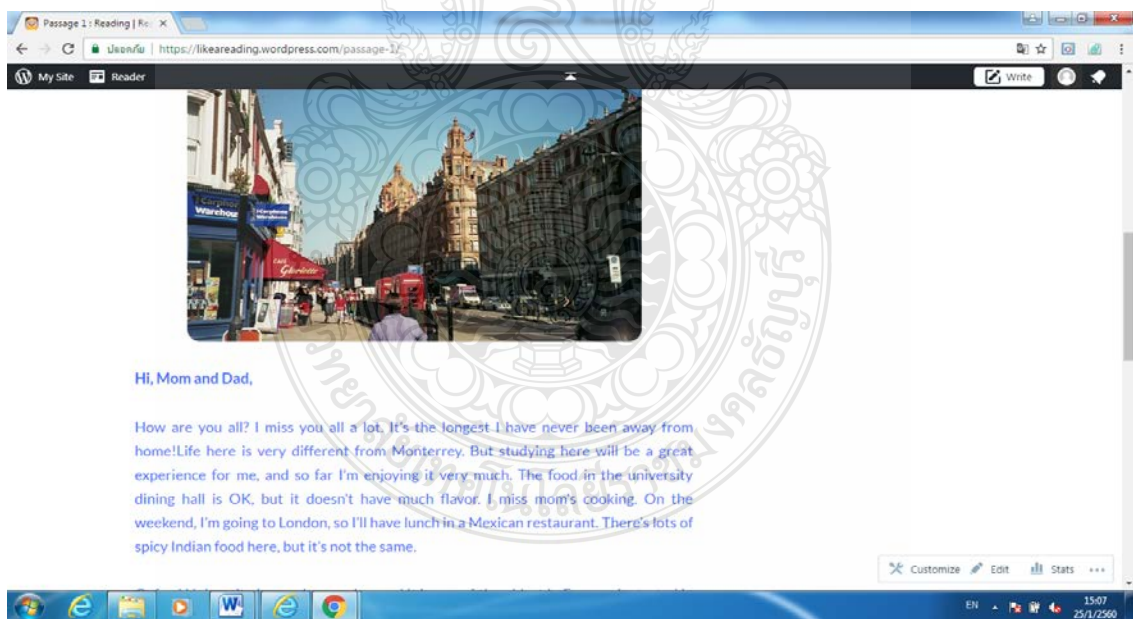 Passage 1 : Reading | Re
ปลอดภัย | https://likeareading.wordpress.com/passage-1/
My Site Reader Write
Carphone
Warehouse
CAFE
Gloriette
Hi, Mom and Dad,
How are you all? I miss you all a lot. It's the longest I have never been away from
home!Life here is very different from Monterrey. But studying here will be a great
experience for me, and so far I'm enjoying it very much. The food in the university
dining hall is OK, but it doesn't have much flavor. I miss mom's cooking. On the
weekend, I'm going to London, so I'll have lunch in a Mexican restaurant. There's lots of
spicy Indian food here, but it's not the same.
Customize Edit Stats
EN 15:07
25/1/2560